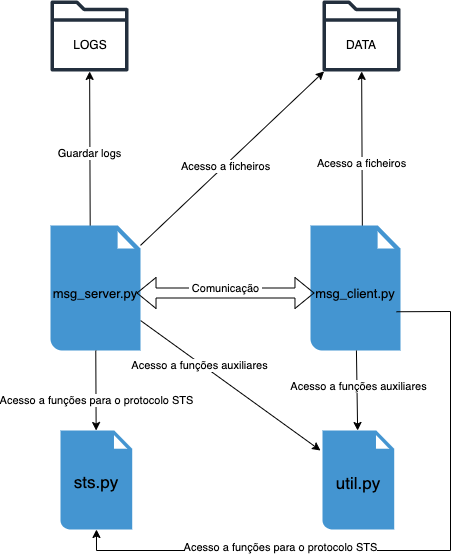 LOGS
DATA
Guardar logs
Acesso a ficheiros
Acesso a ficheiros
msg_server.py
Comunicação
msg_client.py
Acesso a funções auxiliares
Acesso a funções auxiliares
Acesso a funções para o protocolo STS
sts.py
util.py
Acesso a funções para o protocolo STS